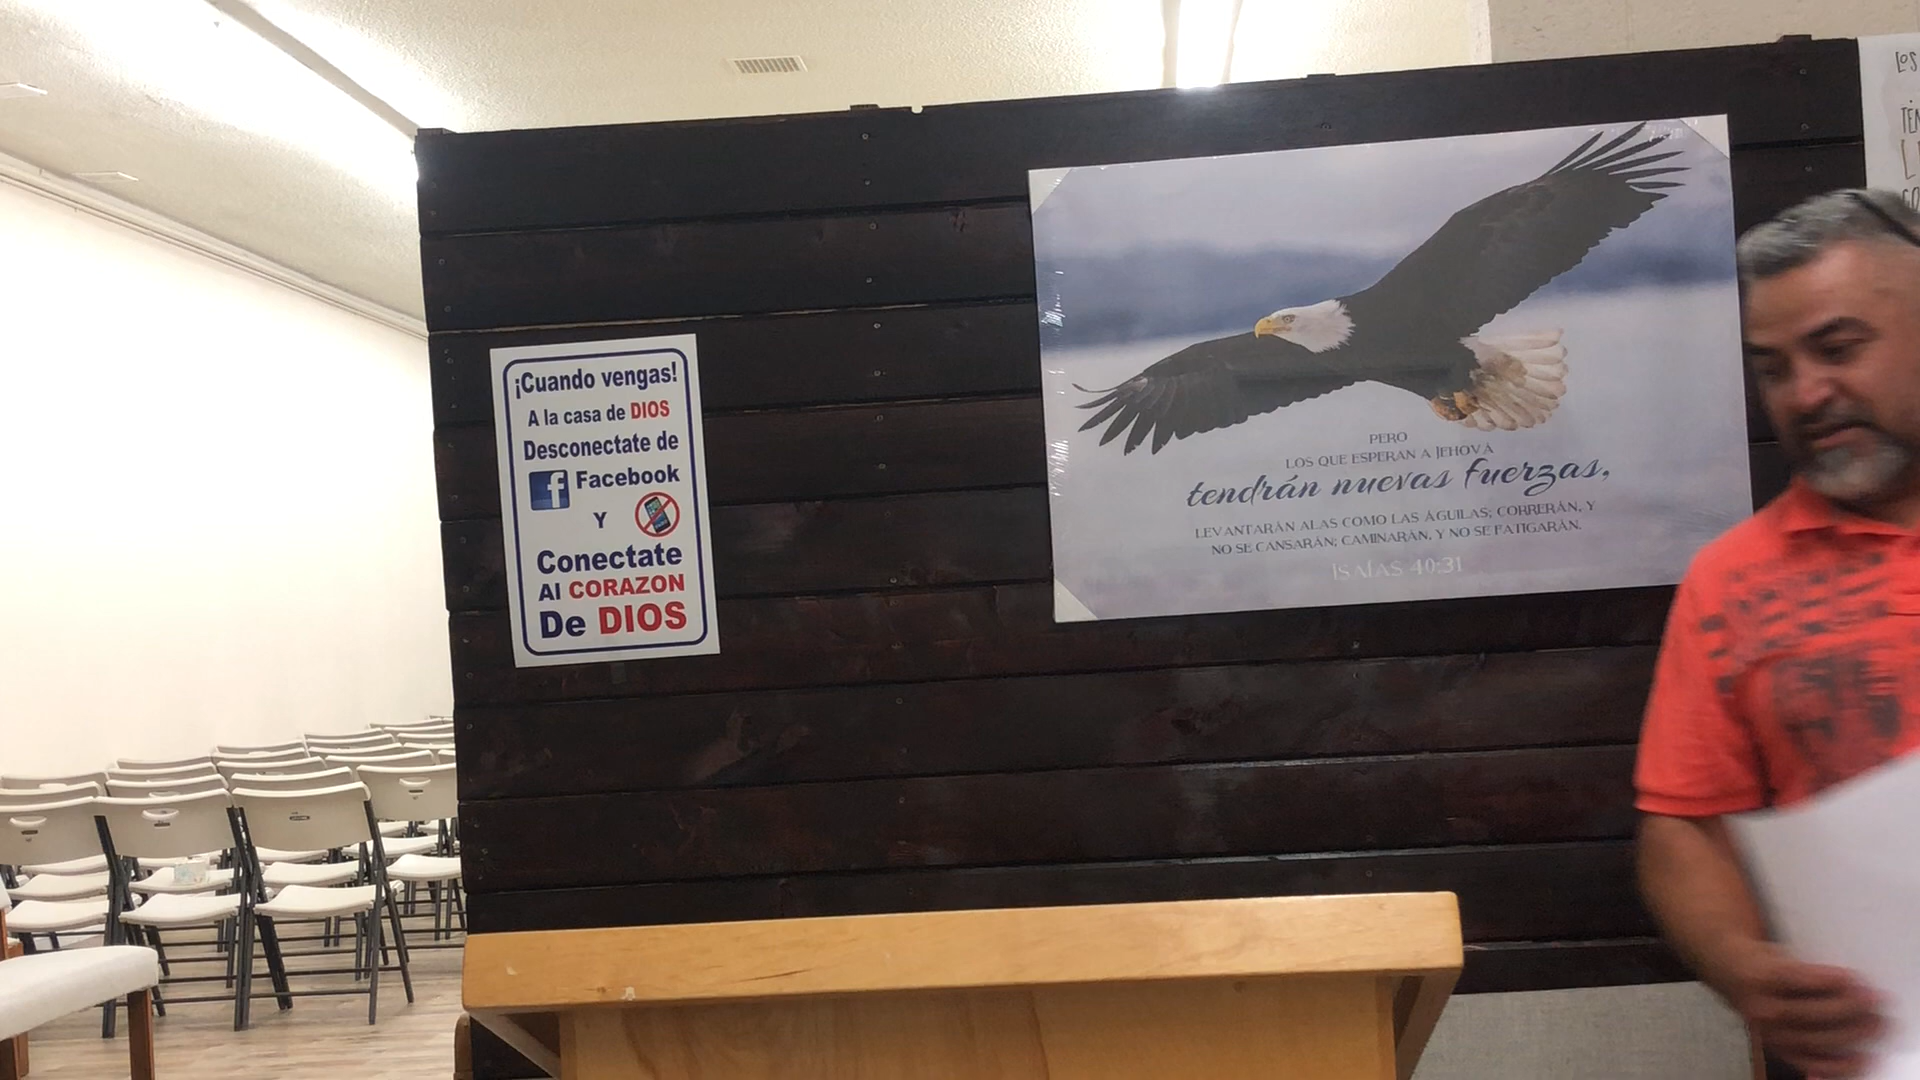 ¡Cuando vengas!
A la casa de DIOS
Desconectate de
f Facebook
Y
Conectate
Al CORAZON
De DIOS
PERO
LOS QUE ESPERAN A JEHOVÁ
tendrán nuevas fuerzas,
LEVANTARÁN ALAS COMO LAS ÁGUILAS; CORRERÁN, Y
NO SE CANSARÁN; CAMINARÁN, Y NO SE FATIGARÁN.
ISAÍAS 40:31
LOS